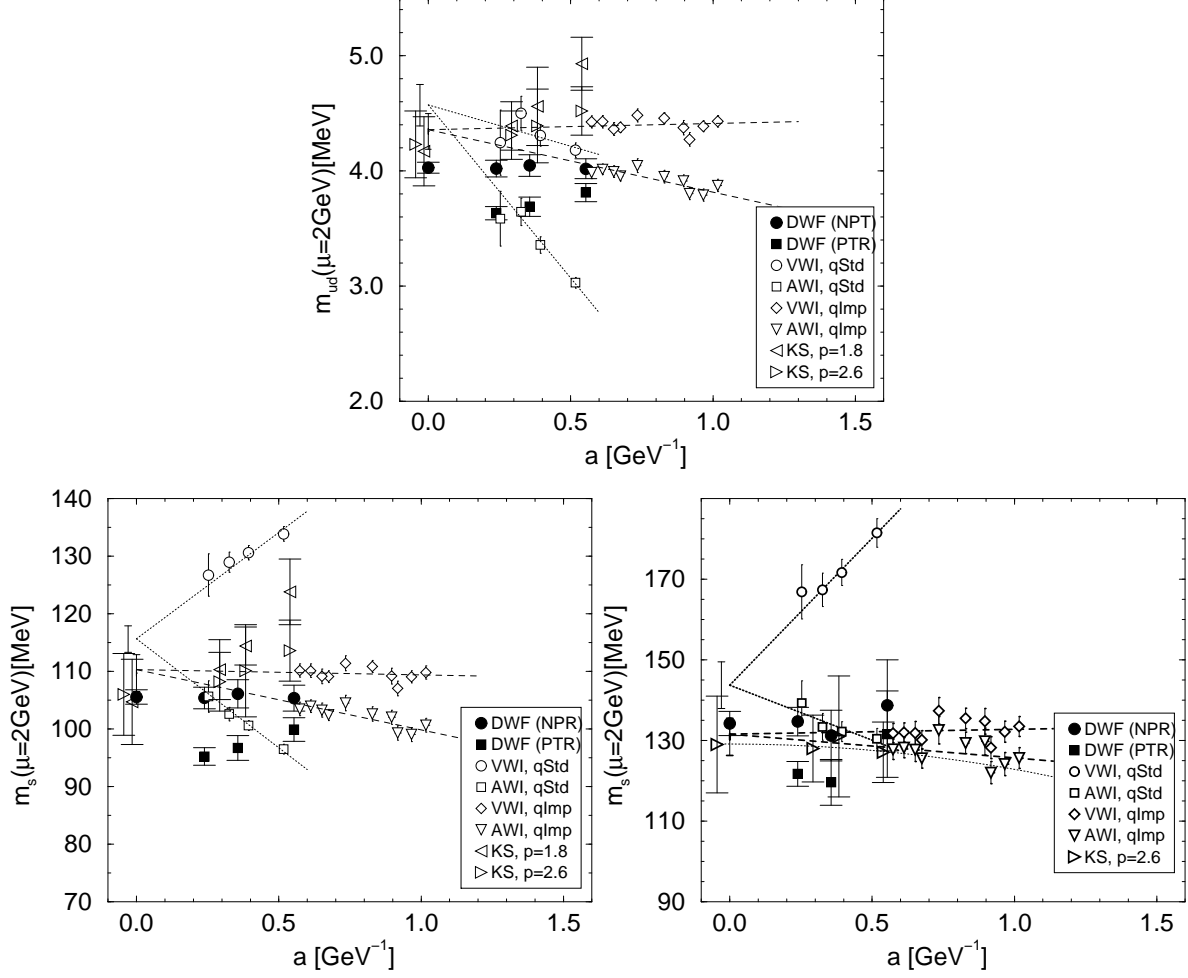 5.0
4.0
3.0
2.0
m_ud(μ=2GeV)[MeV]
DWF (NPT)
DWF (PTR)
VWI, qStd
AWI, qStd
VWI, qImp
AWI, qImp
KS, p=1.8
KS, p=2.6
0.0 0.5 1.0 1.5
a [GeV⁻¹]
140
130
120
110
100
90
80
70
m_s(μ=2GeV)[MeV]
DWF (NPR)
DWF (PTR)
VWI, qStd
AWI, qStd
VWI, qImp
AWI, qImp
KS, p=1.8
KS, p=2.6
0.0 0.5 1.0 1.5
a [GeV⁻¹]
170
150
130
110
90
m_s(μ=2GeV)[MeV]
DWF (NPR)
DWF (PTR)
VWI, qStd
AWI, qStd
VWI, qImp
AWI, qImp
KS, p=2.6
0.0 0.5 1.0 1.5
a [GeV⁻¹]